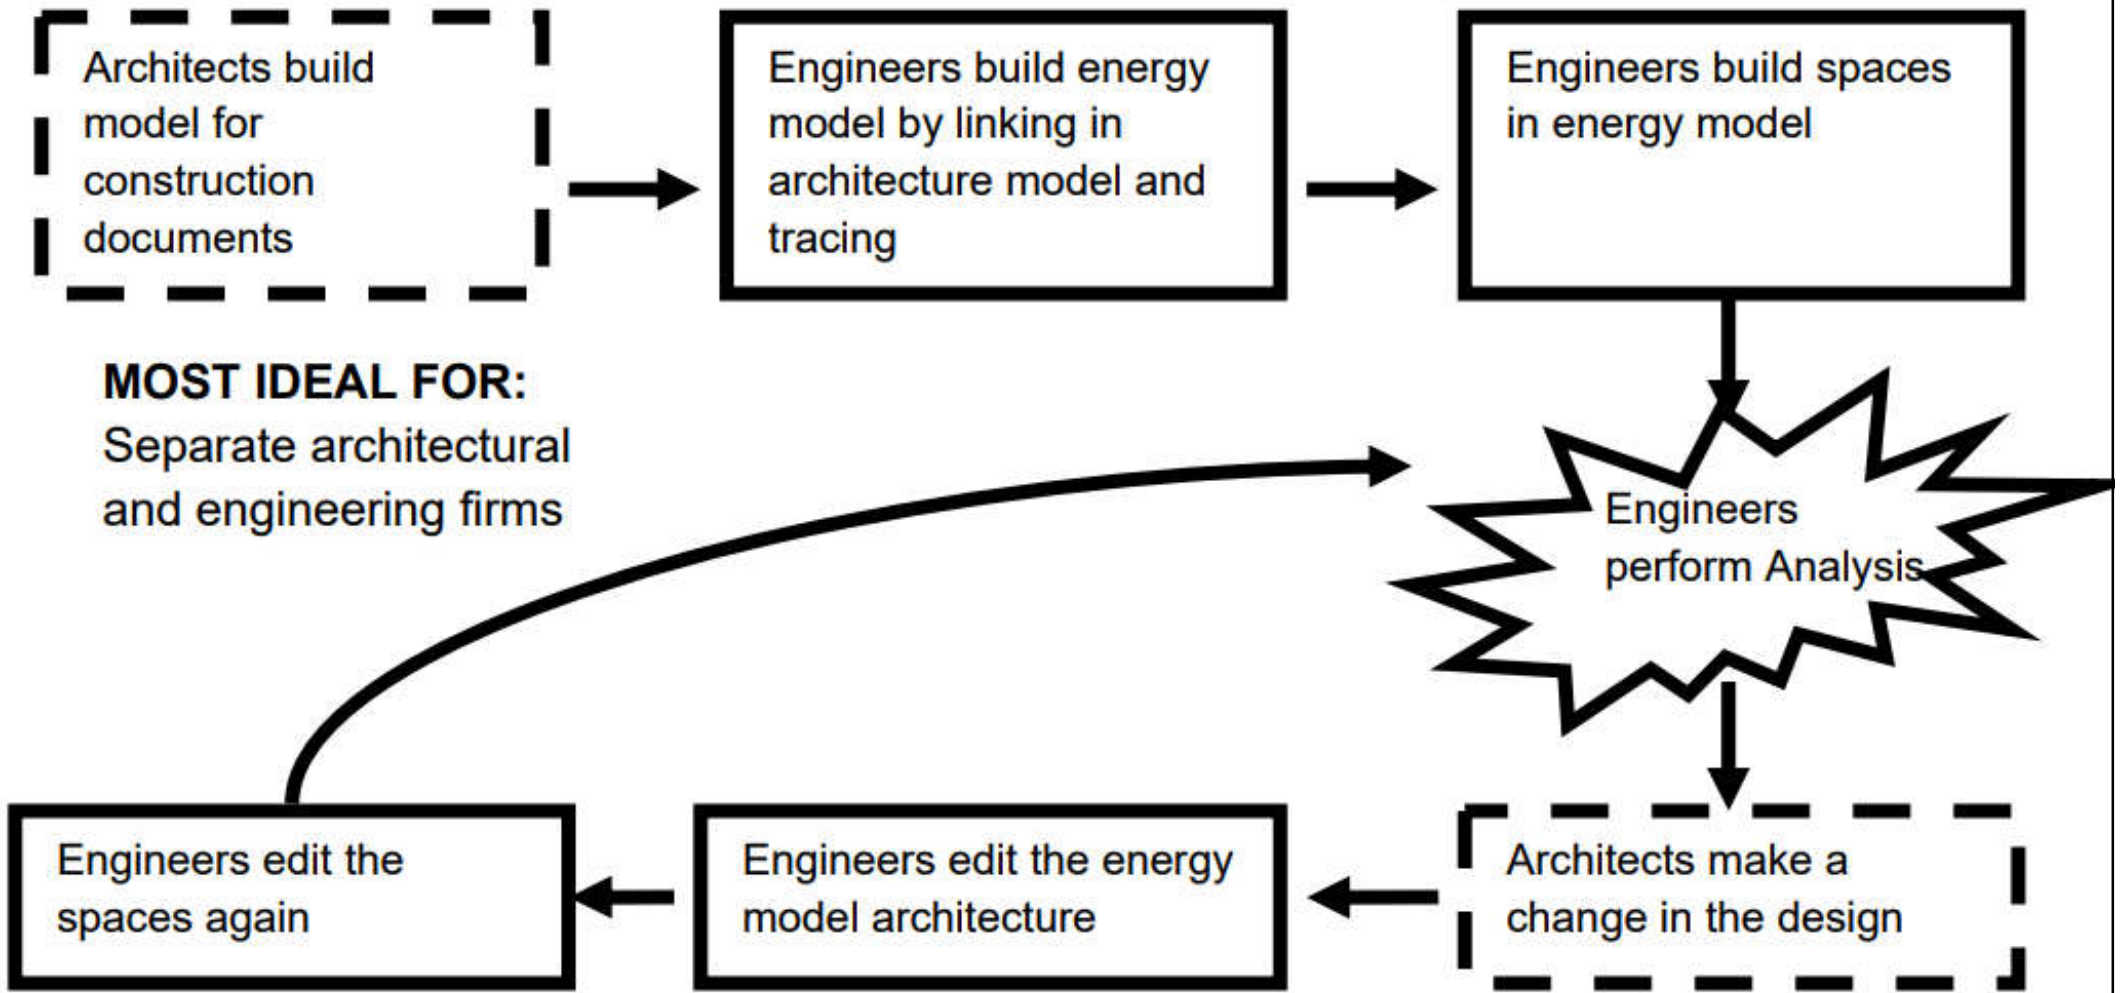 Architects build
model for
construction
documents
Engineers build energy
model by linking in
architecture model and
tracing
Engineers build spaces
in energy model
MOST IDEAL FOR:
Separate architectural
and engineering firms
Engineers
perform Analysis
Architects make a
change in the design
Engineers edit the energy
model architecture
Engineers edit the
spaces again